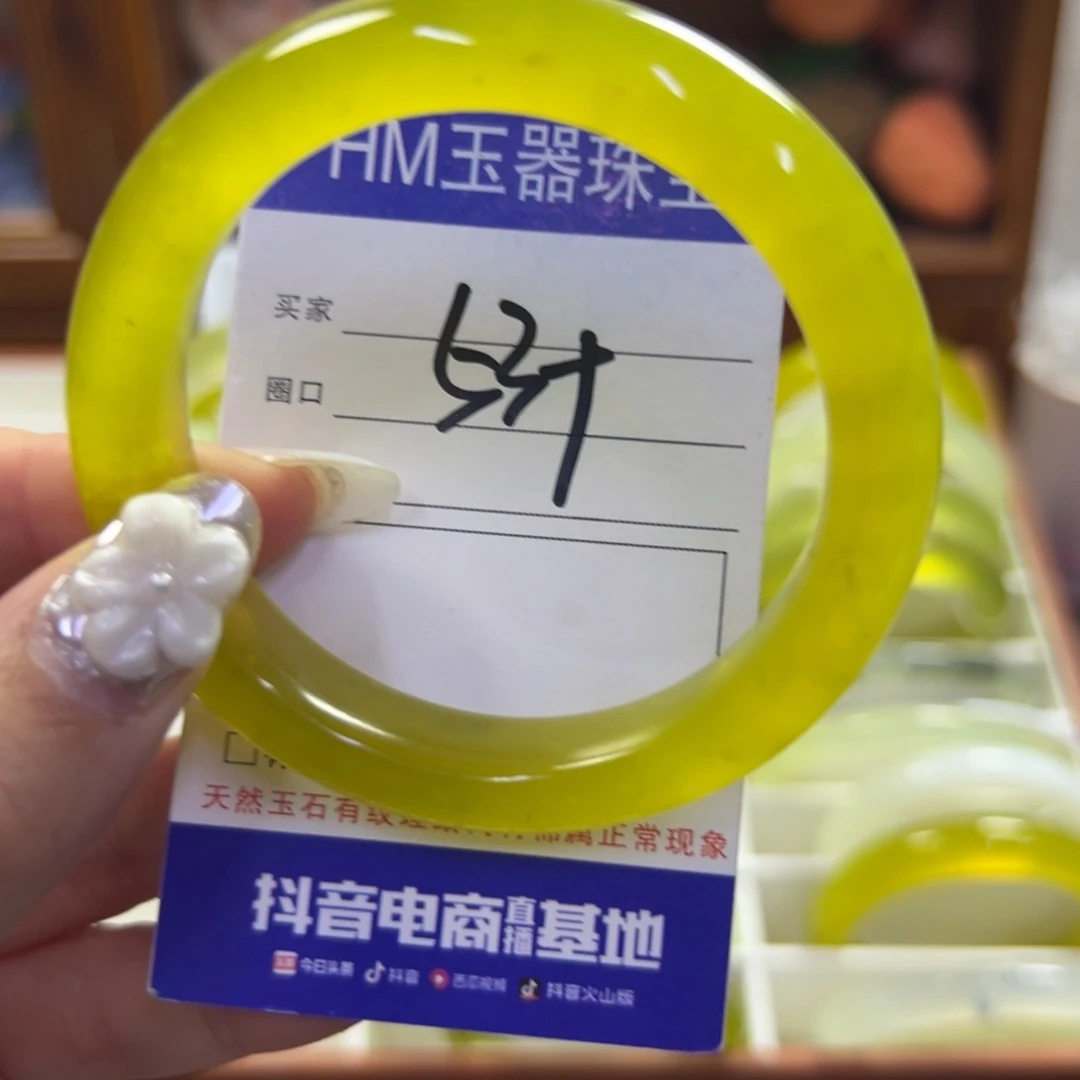 HM玉器珠宝
买家
圈口
53+
天然玉石有纹理
属正常现象
抖音电商直播基地
今日头条 抖音 西瓜视频 抖音火山版